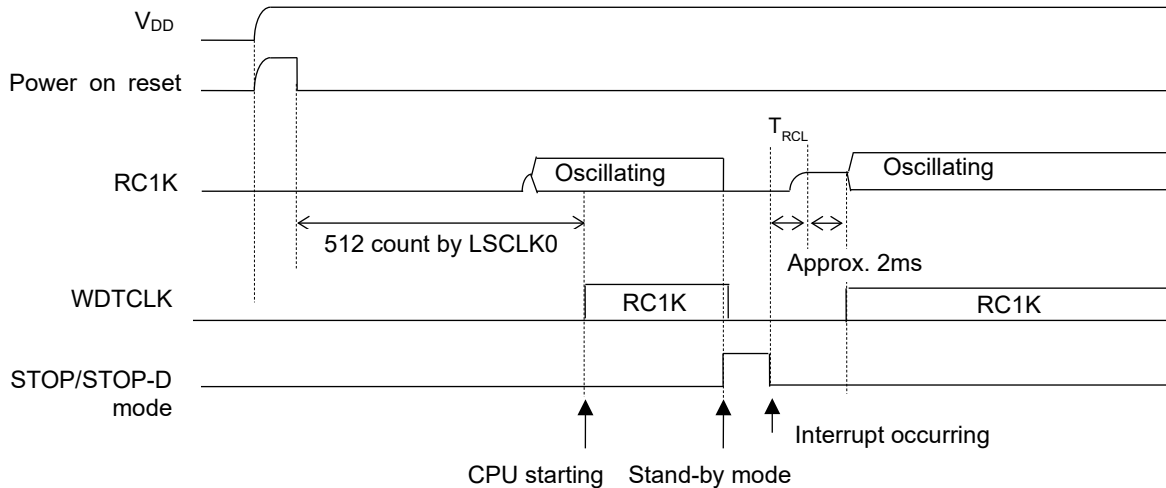 VDD
Power on reset
TRCL
RC1K
Oscillating
Oscillating
512 count by LSCLK0
Approx. 2ms
WDTCLK
RC1K
RC1K
STOP/STOP-D
mode
Interrupt occurring
CPU starting
Stand-by mode